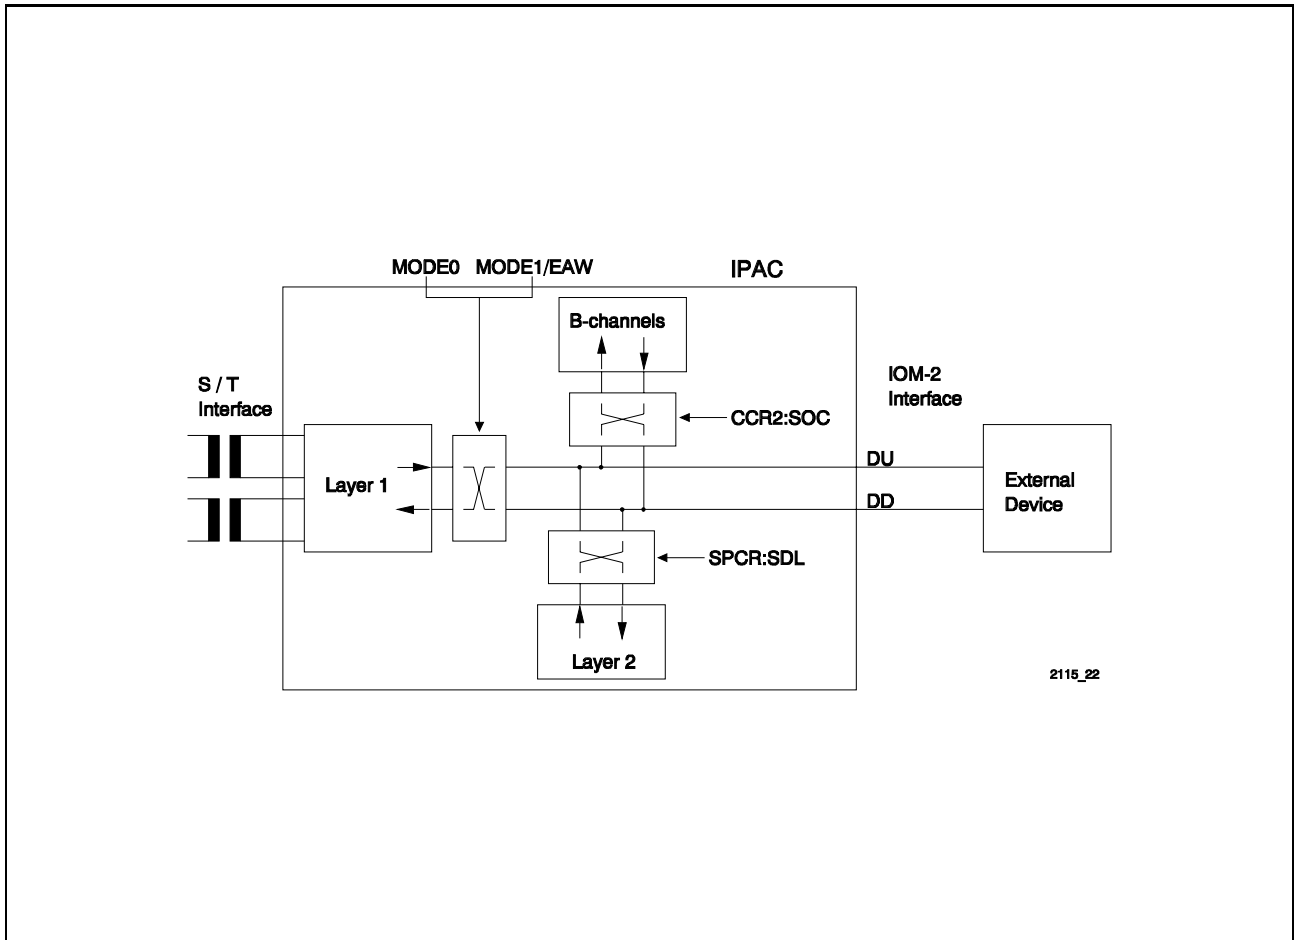 MODE0 MODE1/EAW
IPAC
B-channels
S / T
Interface
IOM-2
Interface
CCR2:SOC
DU
Layer 1
External
Device
DD
SPCR:SDL
Layer 2
2115_22